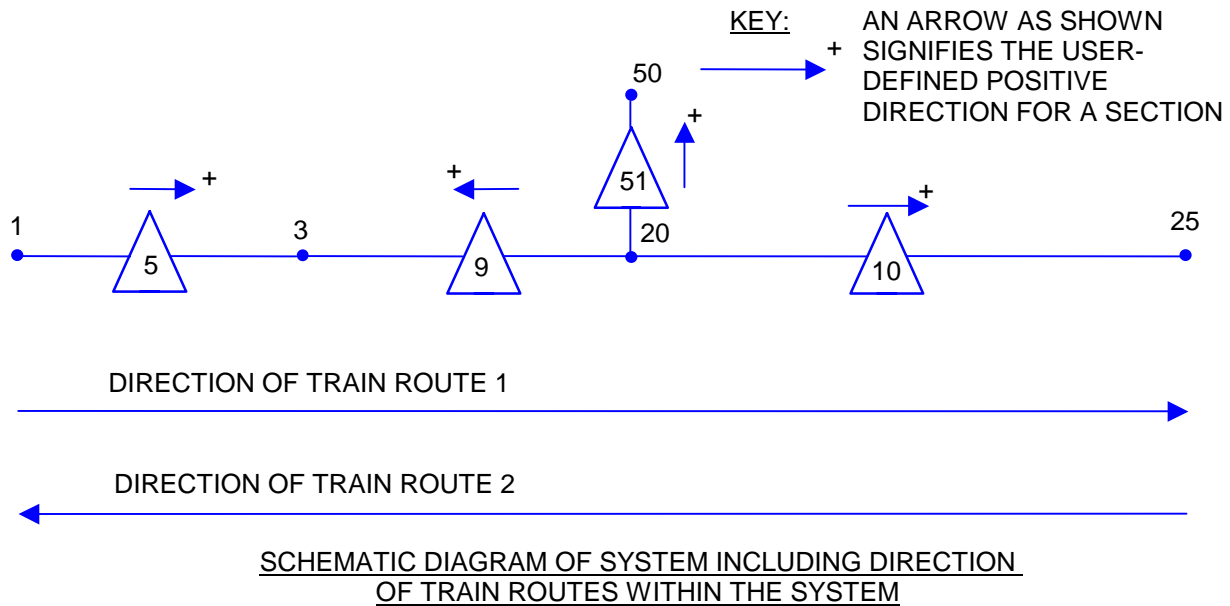 KEY:
AN ARROW AS SHOWN
+ SIGNIFIES THE USER-
DEFINED POSITIVE
DIRECTION FOR A SECTION
50
+
51
+
+
+
1
3
20
25
5
9
10
DIRECTION OF TRAIN ROUTE 1
DIRECTION OF TRAIN ROUTE 2
SCHEMATIC DIAGRAM OF SYSTEM INCLUDING DIRECTION
OF TRAIN ROUTES WITHIN THE SYSTEM